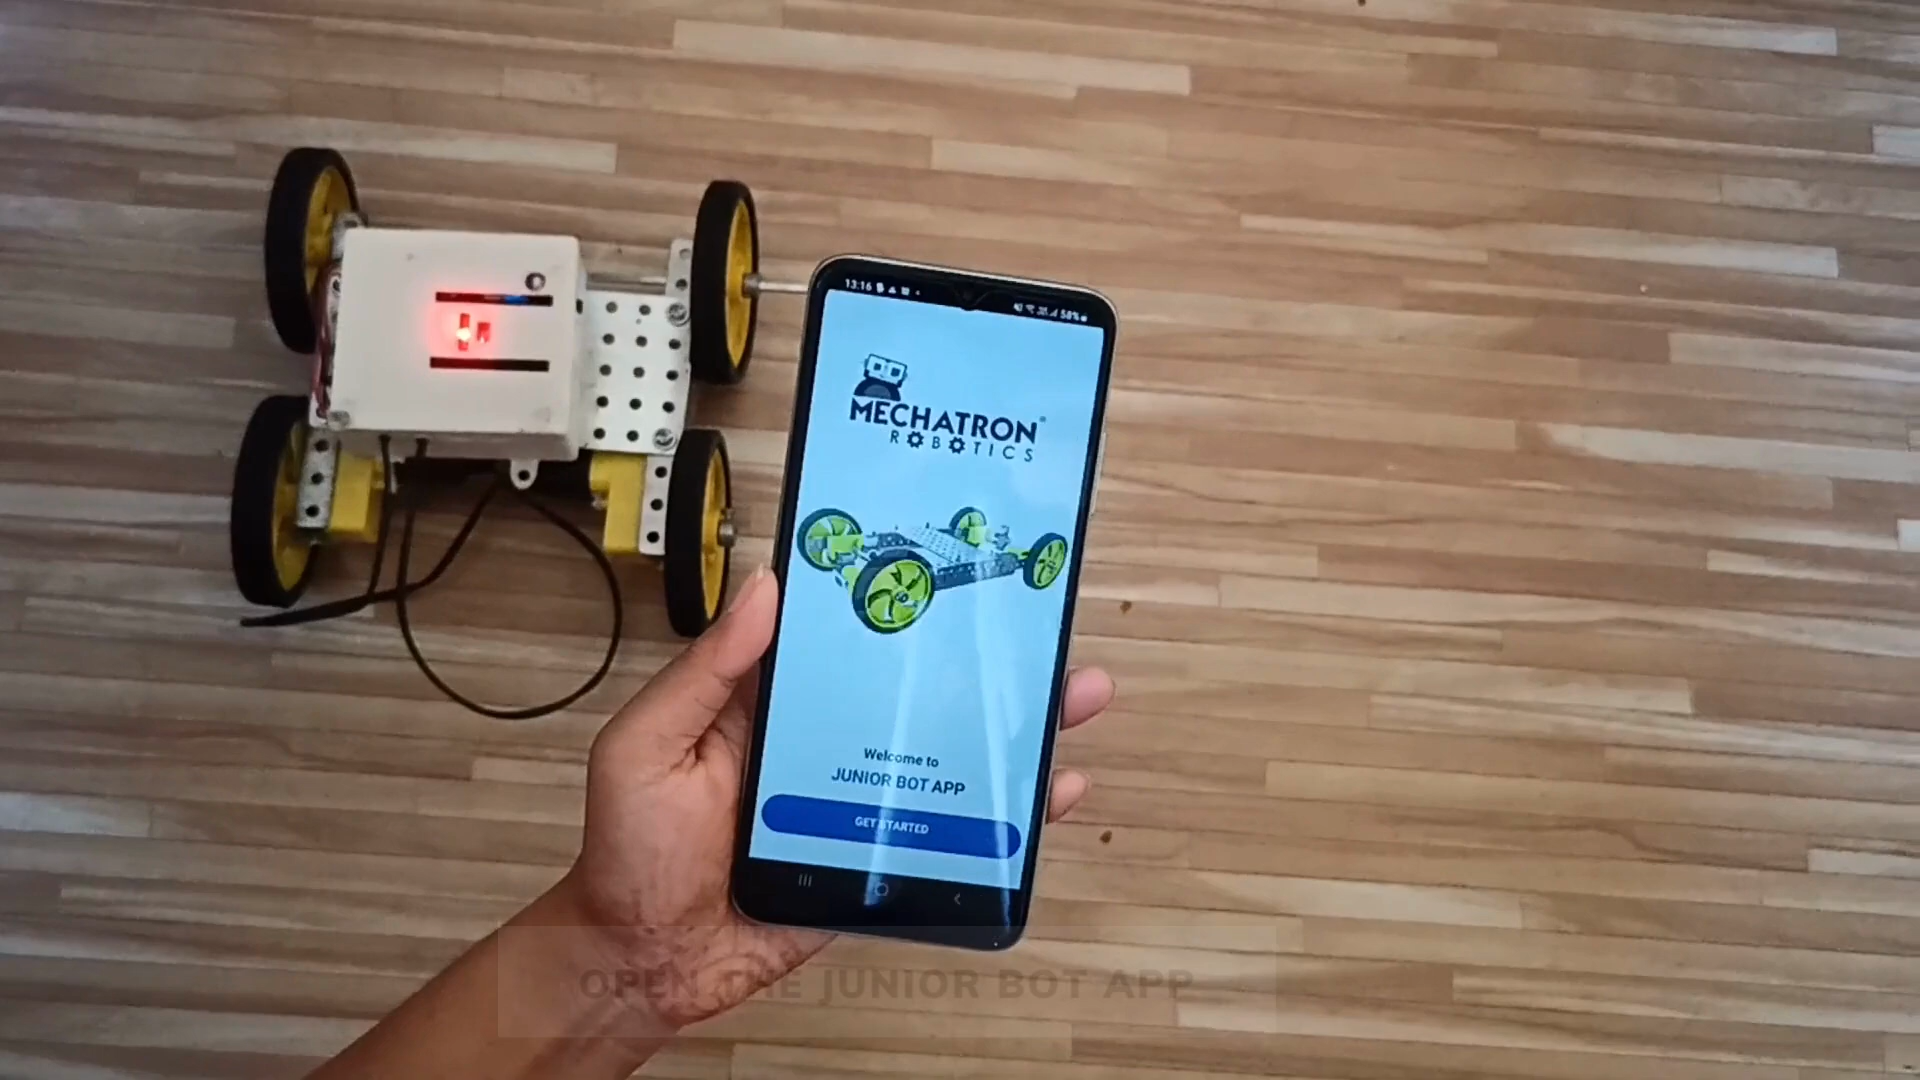 13:16
58%
MECHATRON
ROBOTICS
Welcome to
JUNIOR BOT APP
GET STARTED
OPEN THE JUNIOR BOT APP